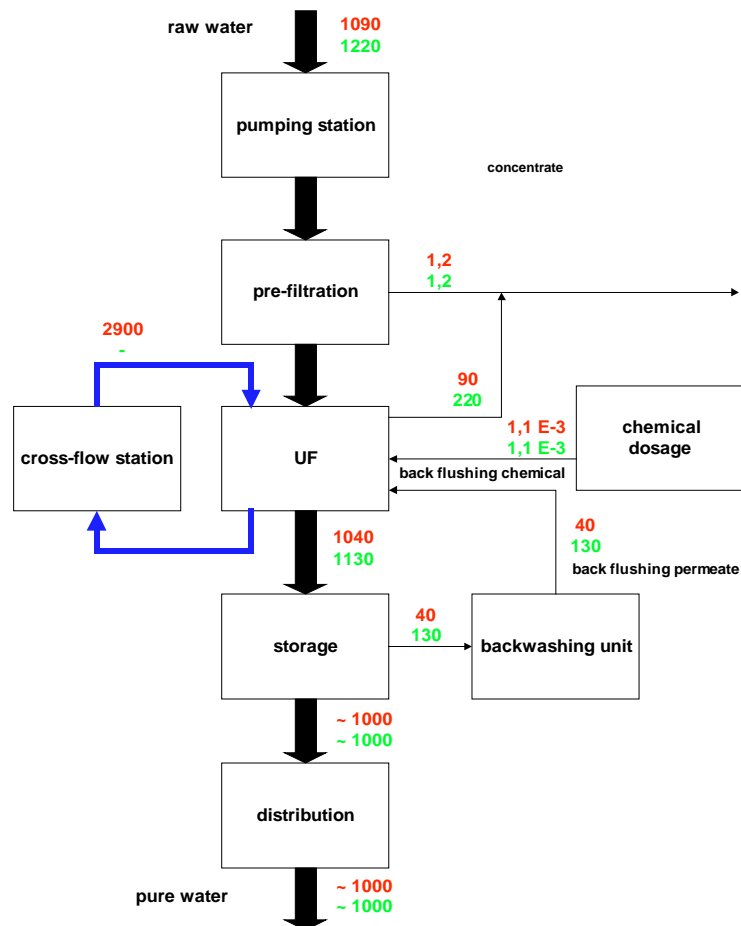 raw water
1090
1220
pumping station
concentrate
pre-filtration
1,2
1,2
2900
-
90
220
cross-flow station
UF
1,1 E-3
1,1 E-3
back flushing chemical
chemical
dosage
1040
1130
40
130
back flushing permeate
storage
40
130
backwashing unit
~ 1000
~ 1000
distribution
pure water
~ 1000
~ 1000